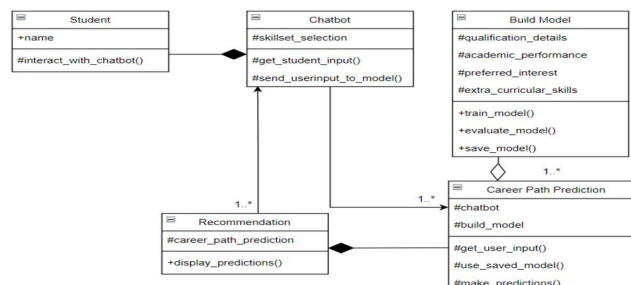 Student
+name
#interact_with_chatbot()
Chatbot
#skillset_selection
#get_student_input()
#send_userinput_to_model()
Build Model
#qualification_details
#academic_performance
#preferred_interest
#extra_curricular_skills
+train_model()
+evaluate_model()
+save_model()
1..*
1..*
1..*
Recommendation
#career_path_prediction
+display_predictions()
Career Path Prediction
#chatbot
#build_model
#get_user_input()
#use_saved_model()
#make_predictions()